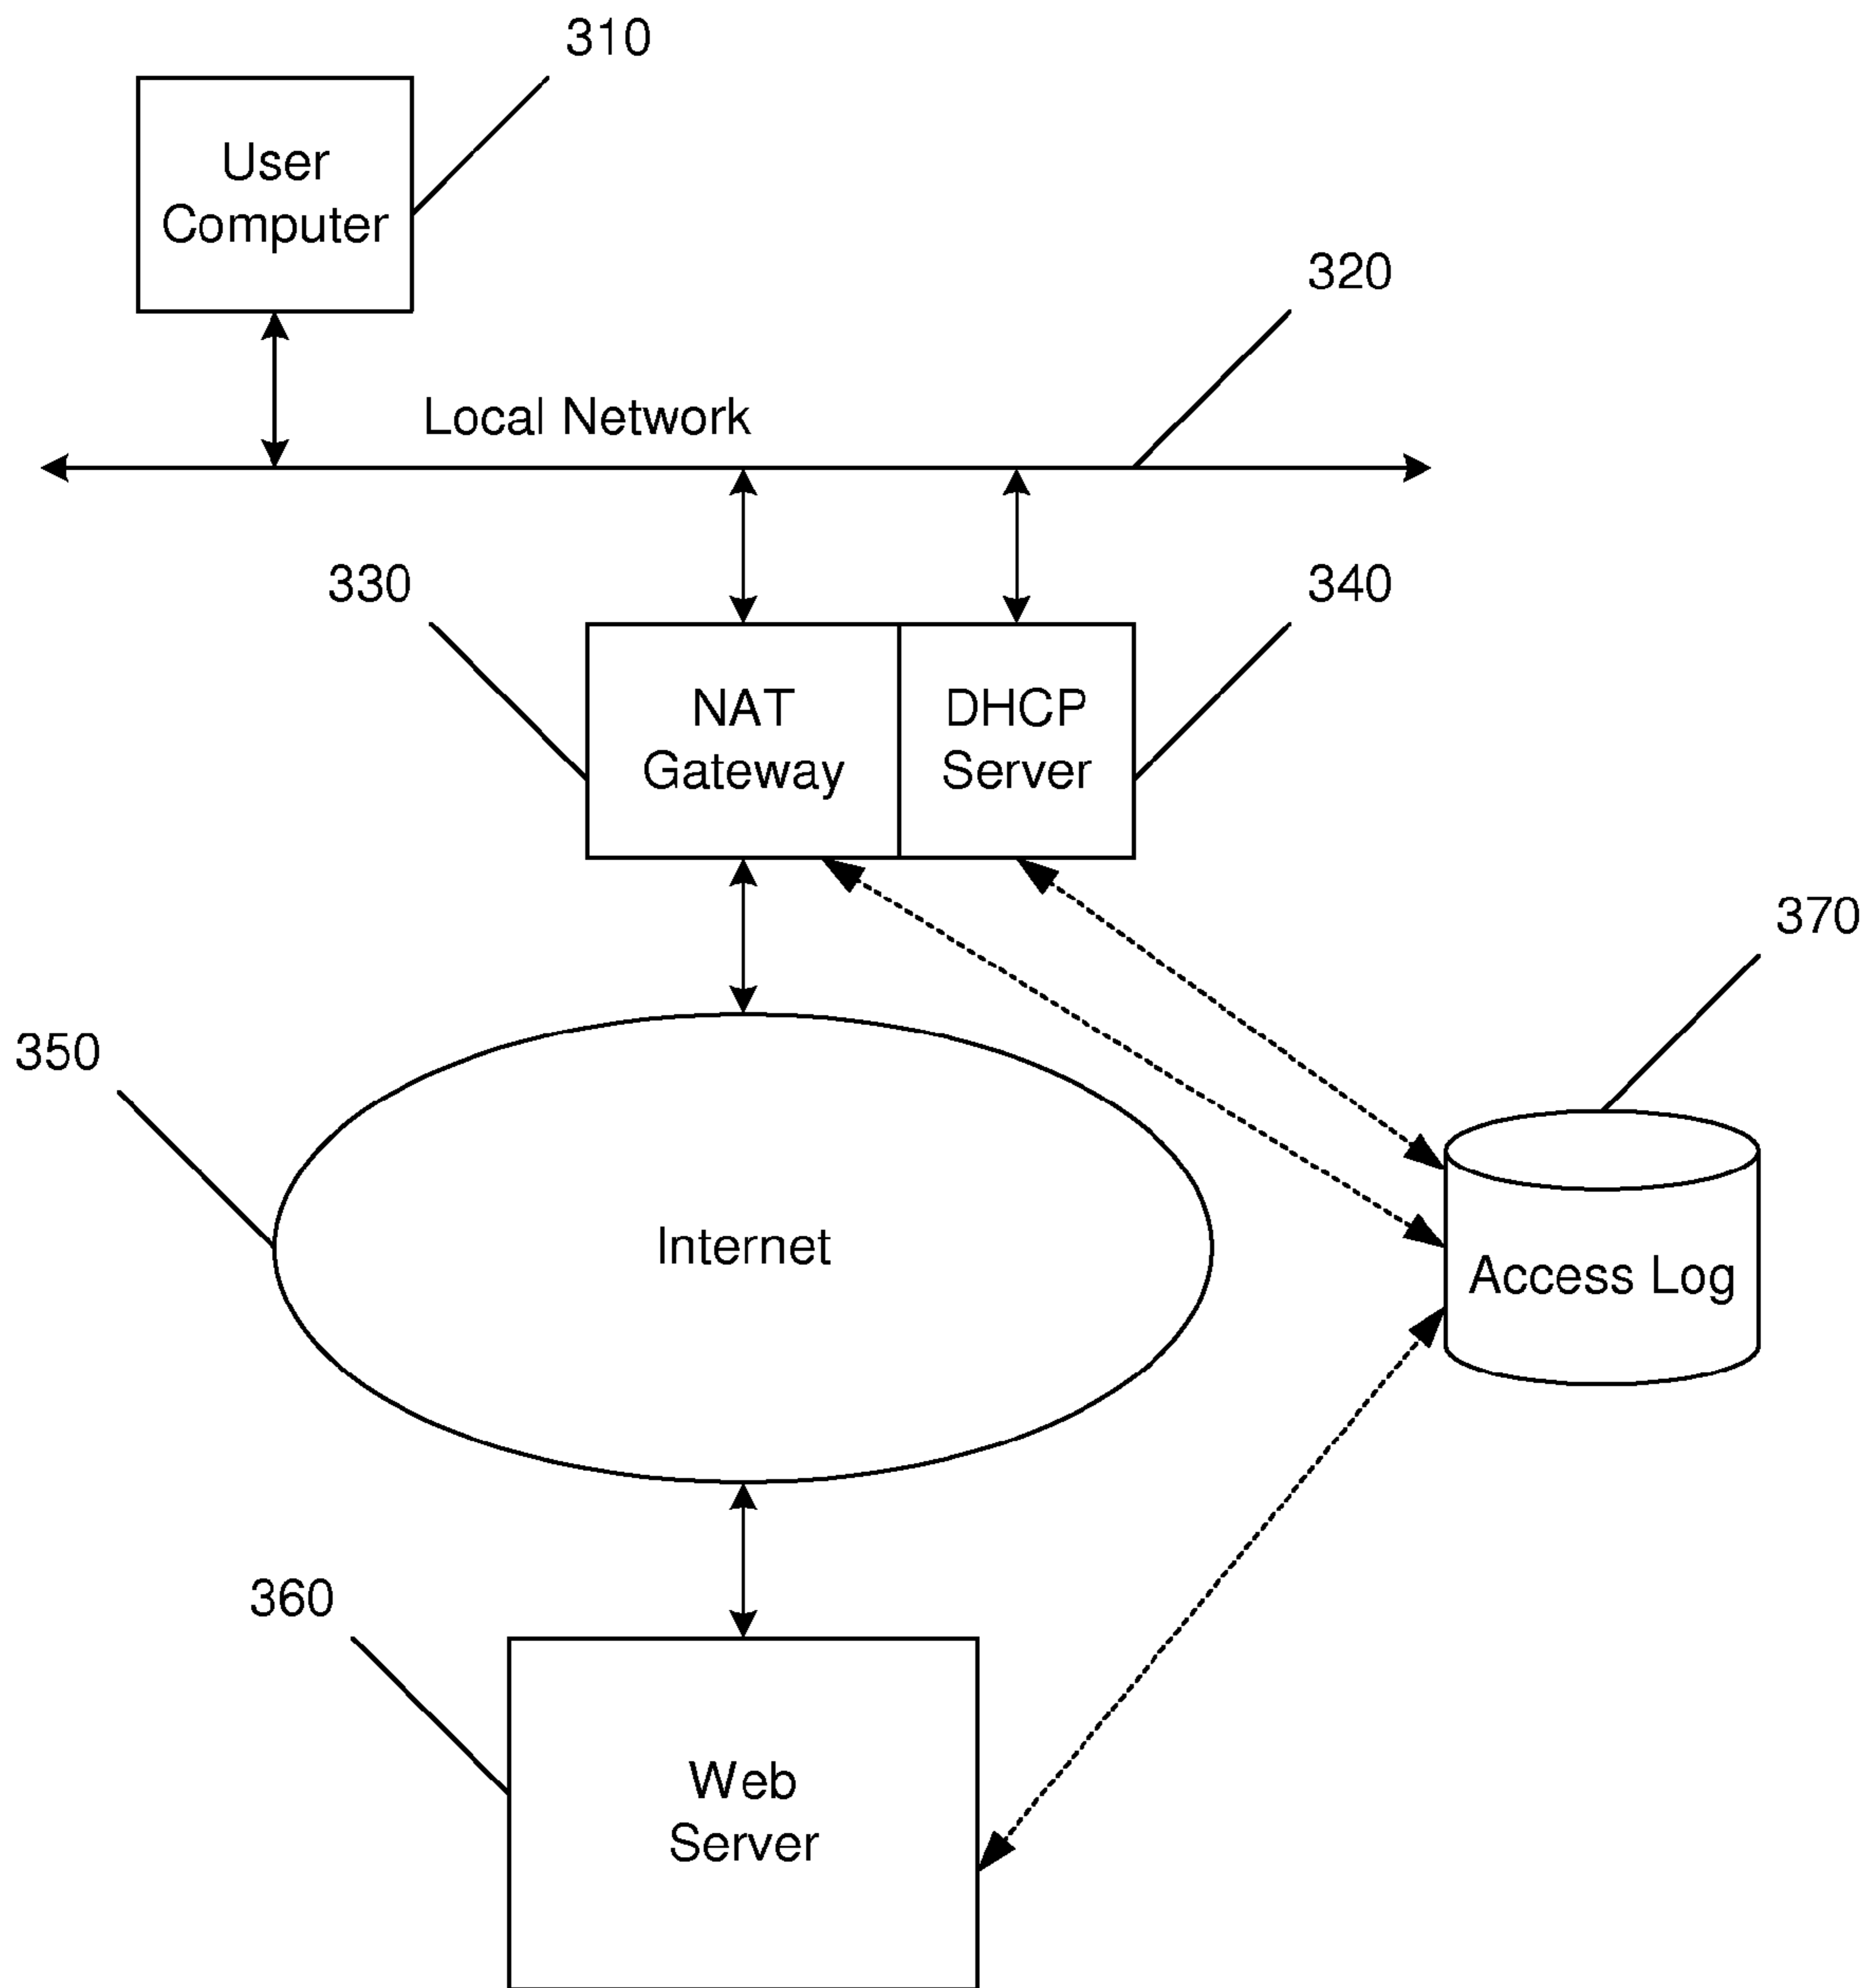 310
User
Computer
320
Local Network
330
340
NAT
Gateway
DHCP
Server
370
350
Internet
Access Log
360
Web
Server